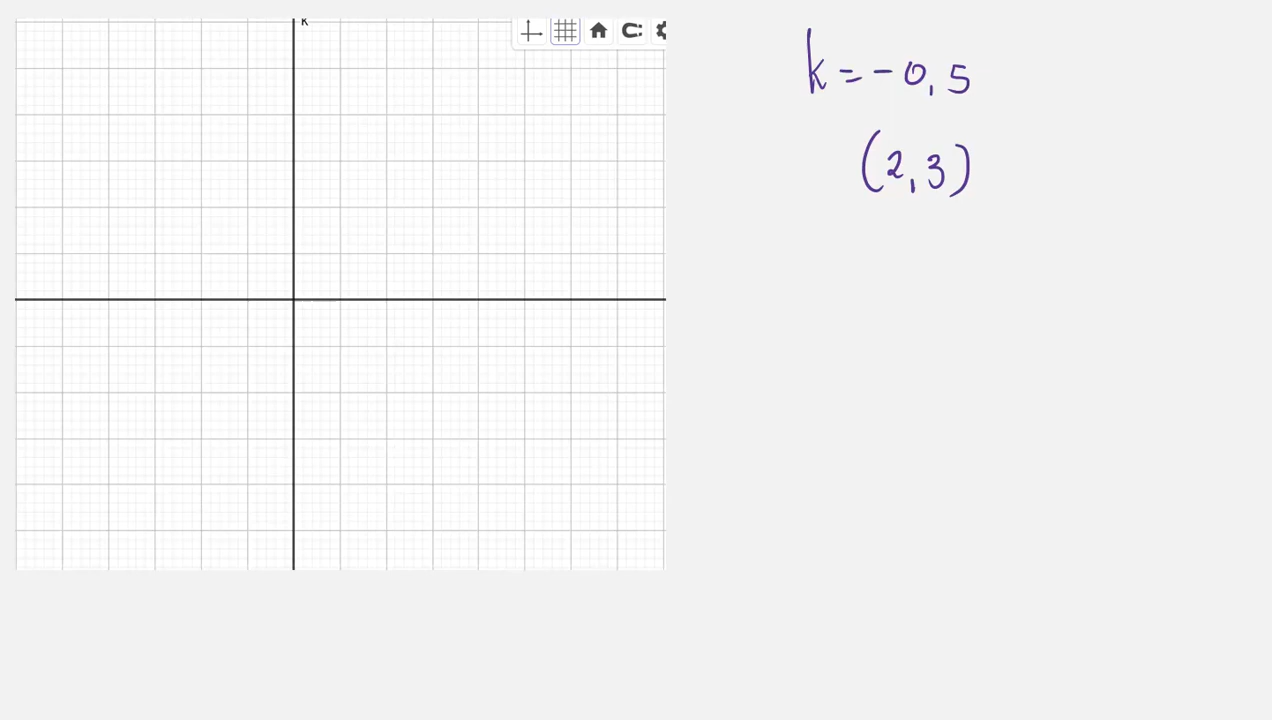 K
k = -0,5
(2,3)